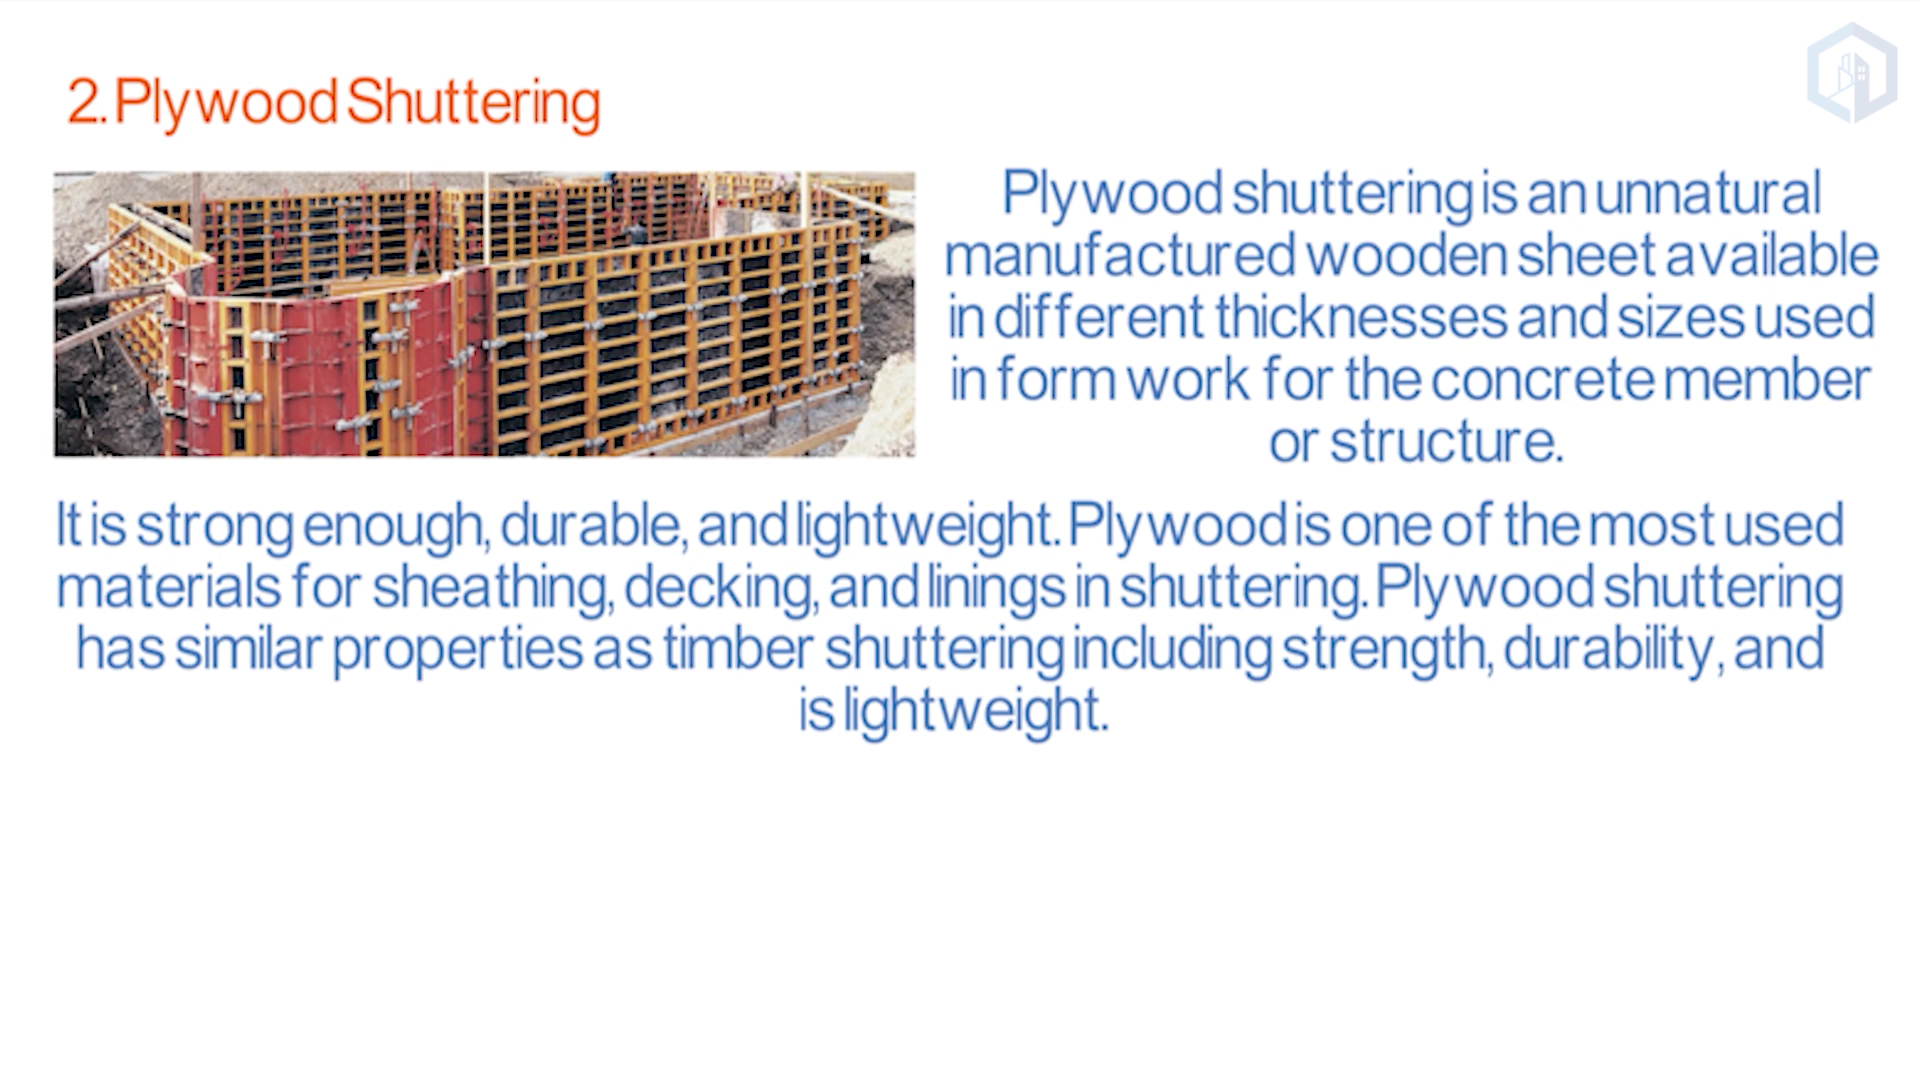 2. Plywood Shuttering
Plywood shuttering is an unnatural
manufactured wooden sheet available
in different thicknesses and sizes used
in form work for the concrete member
or structure.
It is strong enough, durable, and lightweight. Plywood is one of the most used
materials for sheathing, decking, and linings in shuttering. Plywood shuttering
has similar properties as timber shuttering including strength, durability, and
is lightweight.